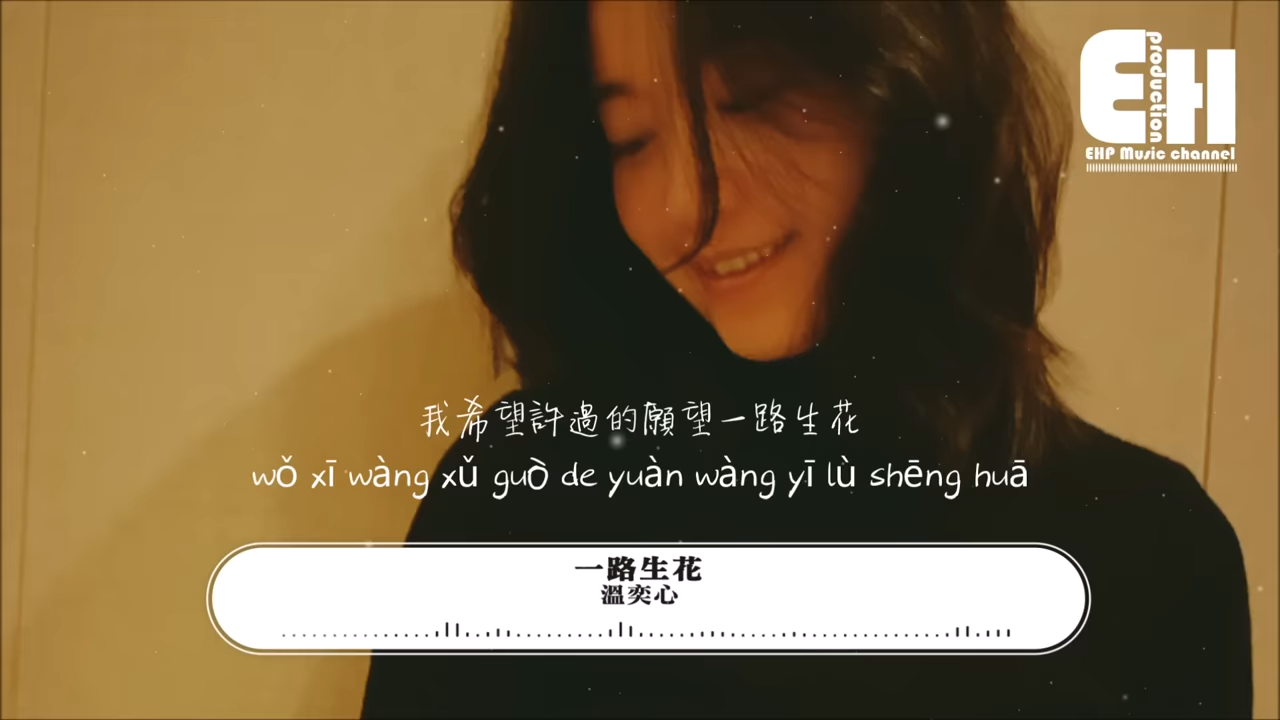 EH
production
EHP Music channel
我希望許過的願望一路生花
wǒ xī wàng xǔ guò de yuàn wàng yī lù shēng huā
一路生花
溫奕心